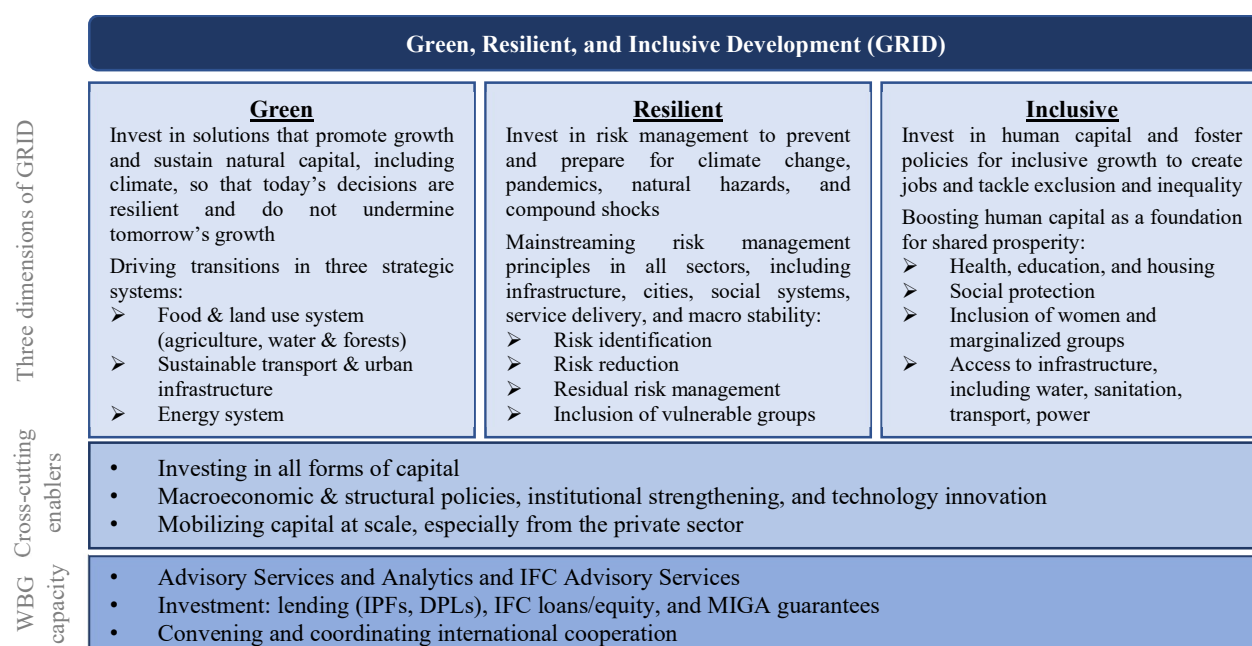 Green, Resilient, and Inclusive Development (GRID)
Three dimensions of GRID
Green
Invest in solutions that promote growth
and sustain natural capital, including
climate, so that today’s decisions are
resilient and do not undermine
tomorrow’s growth
Driving transitions in three strategic
systems:
➢ Food & land use system
(agriculture, water & forests)
➢ Sustainable transport & urban
infrastructure
➢ Energy system
Resilient
Invest in risk management to prevent
and prepare for climate change,
pandemics, natural hazards, and
compound shocks
Mainstreaming risk management
principles in all sectors, including
infrastructure, cities, social systems,
service delivery, and macro stability:
➢ Risk identification
➢ Risk reduction
➢ Residual risk management
➢ Inclusion of vulnerable groups
Inclusive
Invest in human capital and foster
policies for inclusive growth to create
jobs and tackle exclusion and inequality
Boosting human capital as a foundation
for shared prosperity:
➢ Health, education, and housing
➢ Social protection
➢ Inclusion of women and
marginalized groups
➢ Access to infrastructure,
including water, sanitation,
transport, power
Cross-cutting
enablers
• Investing in all forms of capital
• Macroeconomic & structural policies, institutional strengthening, and technology innovation
• Mobilizing capital at scale, especially from the private sector
WBG
capacity
• Advisory Services and Analytics and IFC Advisory Services
• Investment: lending (IPFs, DPLs), IFC loans/equity, and MIGA guarantees
• Convening and coordinating international cooperation